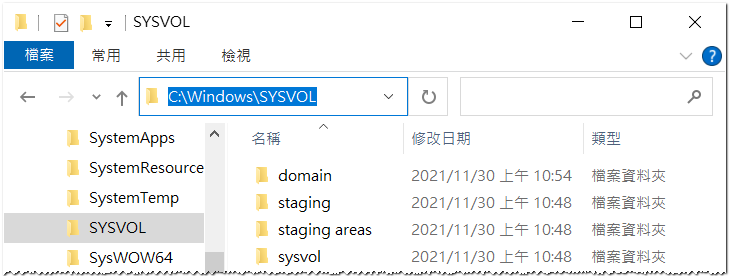 SYSVOL
檔案 常用 共用 檢視
C:\Windows\SYSVOL
SystemApps
SystemResource
SystemTemp
SYSVOL
SysWOW64
名稱 修改日期 類型
domain 2021/11/30 上午 10:54 檔案資料夾
staging 2021/11/30 上午 10:48 檔案資料夾
staging areas 2021/11/30 上午 10:48 檔案資料夾
sysvol 2021/11/30 上午 10:48 檔案資料夾